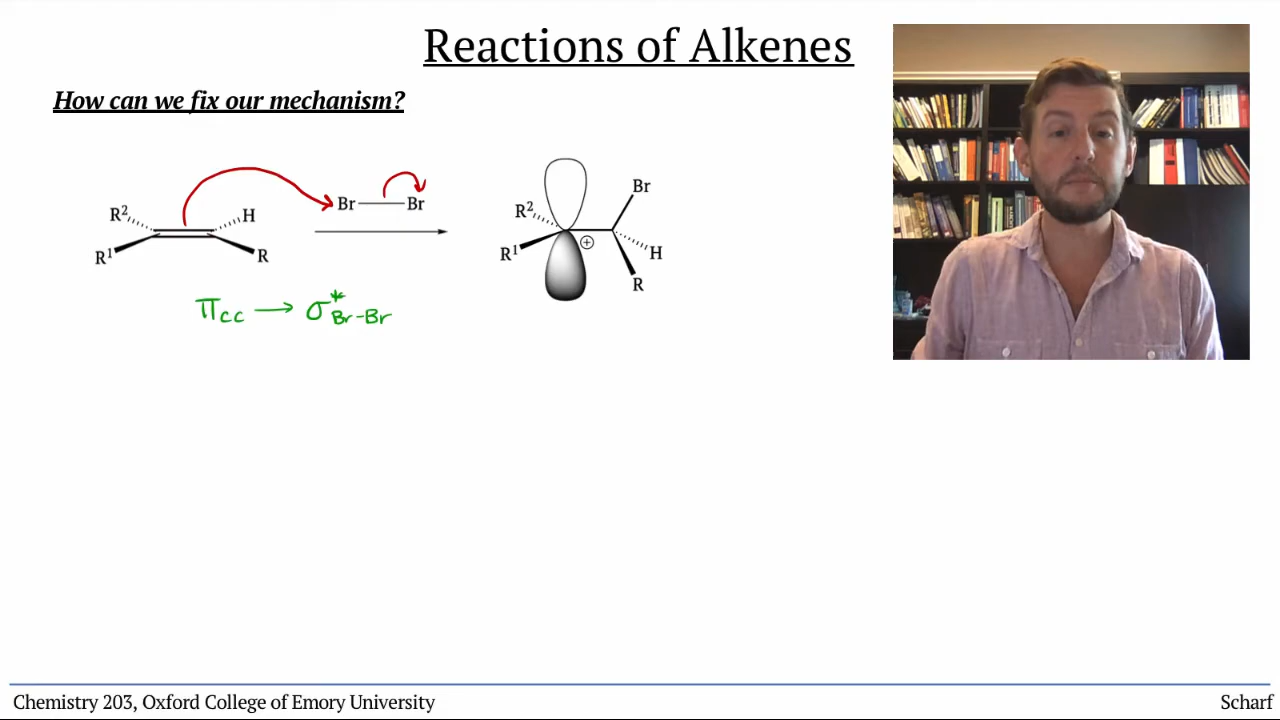 Reactions of Alkenes
How can we fix our mechanism?
R² H Br Br
R¹ R
πcc → σ*Br-Br
Br
R²
⊕
R¹ H
R
Chemistry 203, Oxford College of Emory University
Scharf